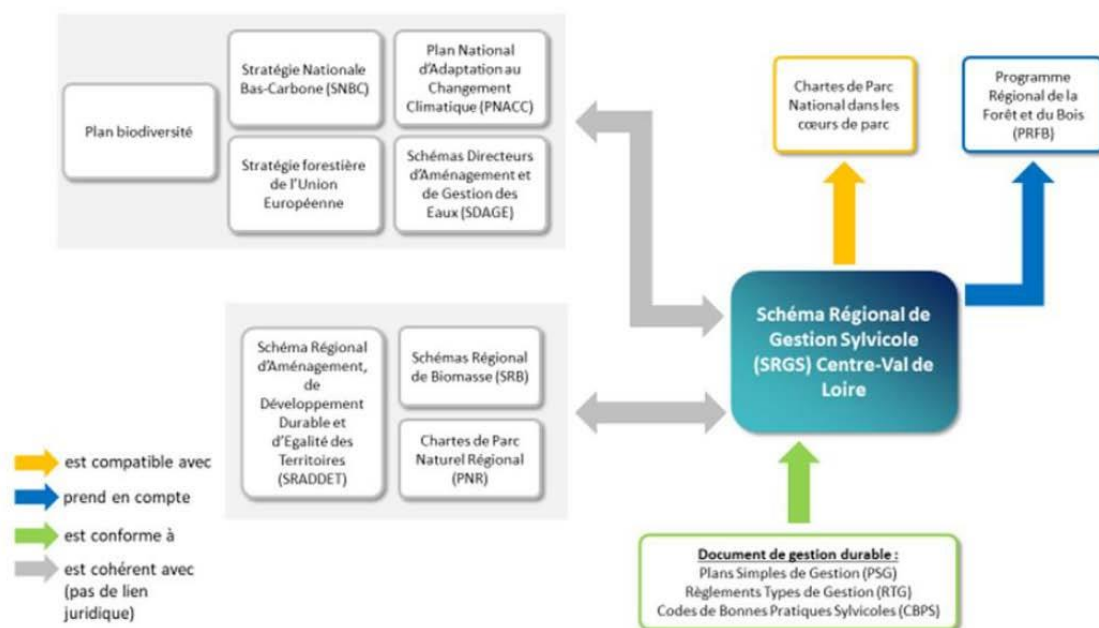 Plan biodiversité
Stratégie Nationale
Bas-Carbone (SNBC)
Plan National
d’Adaptation au
Changement
Climatique (PNACC)
Stratégie forestière
de l’Union
Européenne
Schémas Directeurs
d’Aménagement et
de Gestion des
Eaux (SDAGE)
Chartes de Parc
National dans les
cœurs de parc
Programme
Régional de la
Forêt et du Bois
(PRFB)
Schéma Régional de
Gestion Sylvicole
(SRGS) Centre-Val de
Loire
Schéma Régional
d’Aménagement,
de
Développement
Durable et
d’Egalité des
Territoires
(SRADDET)
Schémas Régional
de Biomasse (SRB)
Chartes de Parc
Naturel Régional
(PNR)
est compatible avec
prend en compte
est conforme à
est cohérent avec
(pas de lien
juridique)
Document de gestion durable :
Plans Simples de Gestion (PSG)
Règlements Types de Gestion (RTG)
Codes de Bonnes Pratiques Sylvicoles (CBPS)